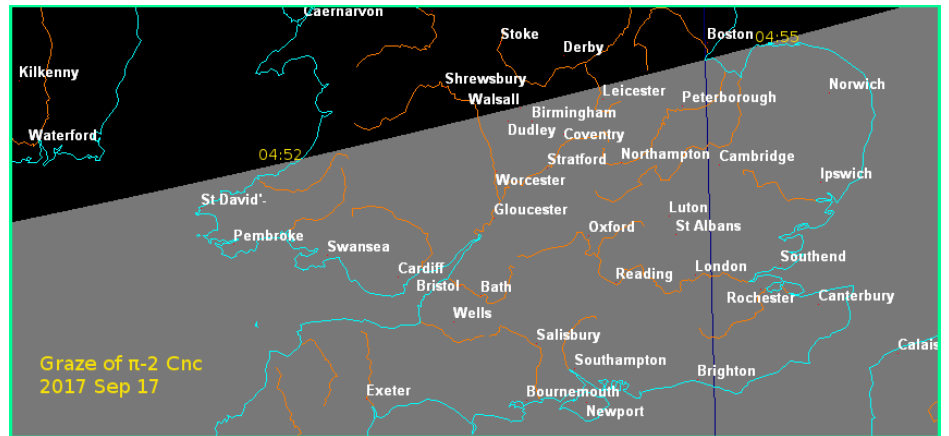 Caernarvon
Stoke
Boston
04:55
Derby
Kilkenny
Shrewsbury
Norwich
Leicester
Walsall
Peterborough
Birmingham
Waterford
Dudley
Coventry
04:52
Stratford
Northampton
Cambridge
Worcester
Ipswich
St David'-
Gloucester
Luton
Pembroke
Oxford
St Albans
Swansea
Southend
Cardiff
London
Reading
Bristol
Bath
Rochester
Canterbury
Wells
Salisbury
Calais
Graze of π-2 Cnc
Southampton
Brighton
2017 Sep 17
Exeter
Bournemouth
Newport